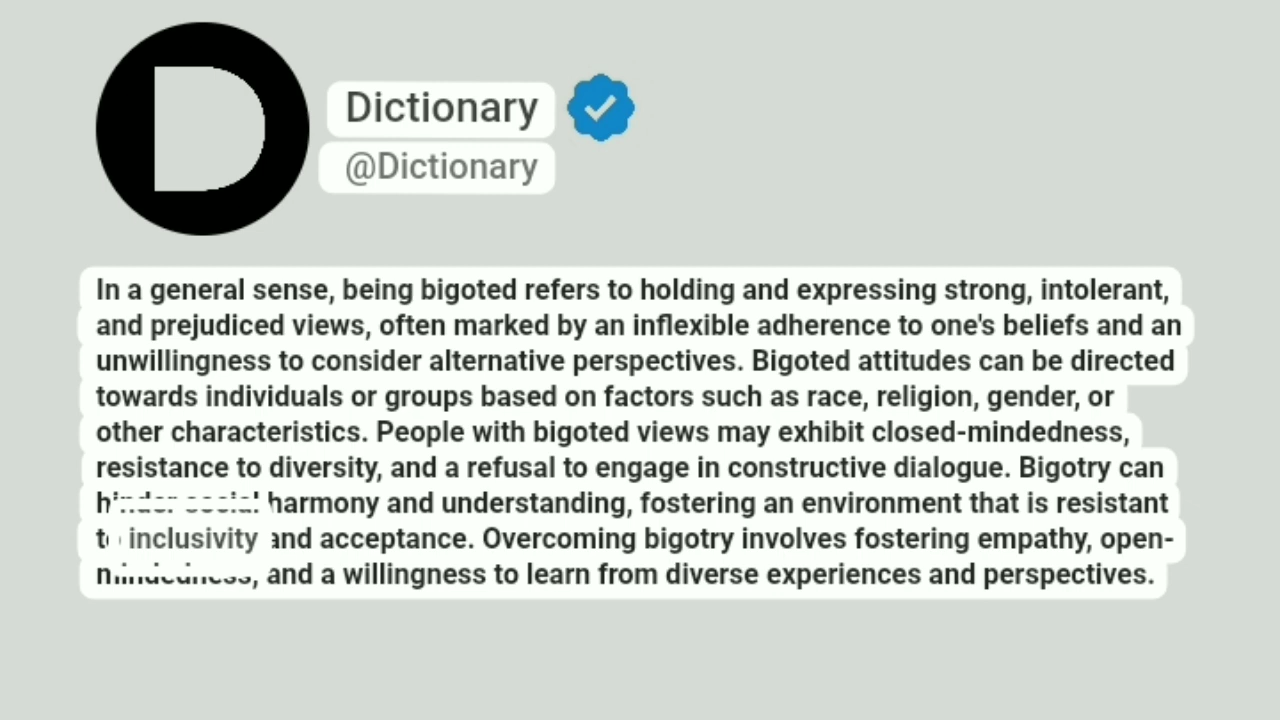 D
Dictionary
@Dictionary
In a general sense, being bigoted refers to holding and expressing strong, intolerant,
and prejudiced views, often marked by an inflexible adherence to one's beliefs and an
unwillingness to consider alternative perspectives. Bigoted attitudes can be directed
towards individuals or groups based on factors such as race, religion, gender, or
other characteristics. People with bigoted views may exhibit closed-mindedness,
resistance to diversity, and a refusal to engage in constructive dialogue. Bigotry can
hinder social harmony and understanding, fostering an environment that is resistant
to inclusivity and acceptance. Overcoming bigotry involves fostering empathy, open-
mindedness, and a willingness to learn from diverse experiences and perspectives.